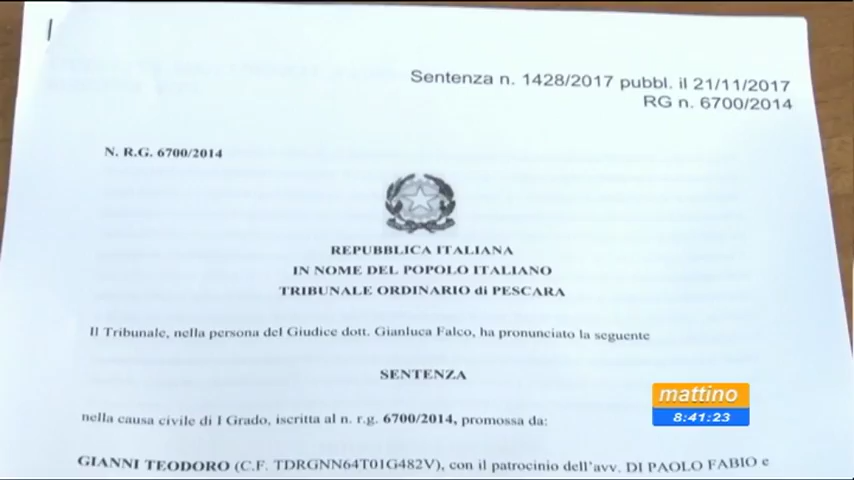 Sentenza n. 1428/2017 pubbl. il 21/11/2017
RG n. 6700/2014
N. R.G. 6700/2014
REPUBBLICA ITALIANA
IN NOME DEL POPOLO ITALIANO
TRIBUNALE ORDINARIO di PESCARA
Il Tribunale, nella persona del Giudice dott. Gianluca Falco, ha pronunciato la seguente
SENTENZA
nella causa civile di I Grado, iscritta al n. r.g. 6700/2014, promossa da:
GIANNI TEODORO (C.F. TDRGNN64T01G482V), con il patrocinio dell'avv. DI PAOLO FABIO e
mattino
8:41:23